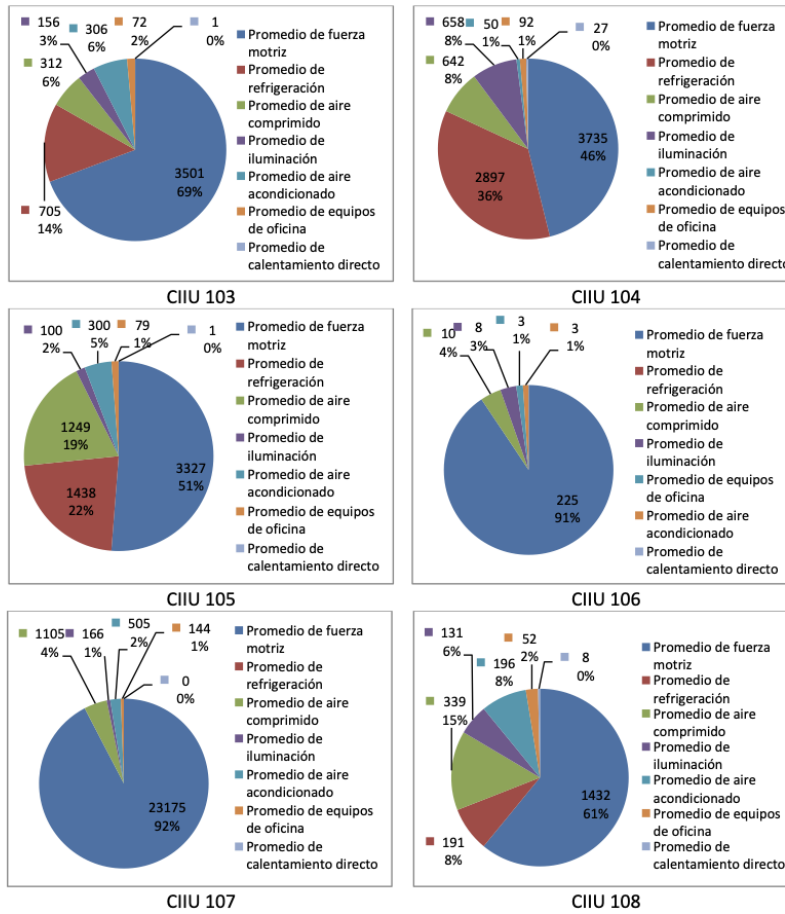 156
3%
306
6%
72
2%
1
0%
312
6%
3501
69%
705
14%
Promedio de fuerza
motriz
Promedio de
refrigeración
Promedio de aire
comprimido
Promedio de
iluminación
Promedio de aire
acondicionado
Promedio de equipos
de oficina
Promedio de
calentamiento directo
CIIU 103
658
8%
50
1%
92
1%
27
0%
642
8%
3735
46%
2897
36%
Promedio de fuerza
motriz
Promedio de
refrigeración
Promedio de aire
comprimido
Promedio de
iluminación
Promedio de aire
acondicionado
Promedio de equipos
de oficina
Promedio de
calentamiento directo
CIIU 104
100
2%
300
5%
79
1%
1
0%
1249
19%
3327
51%
1438
22%
Promedio de fuerza
motriz
Promedio de
refrigeración
Promedio de aire
comprimido
Promedio de
iluminación
Promedio de aire
acondicionado
Promedio de equipos
de oficina
Promedio de
calentamiento directo
CIIU 105
10
4%
8
3%
3
1%
3
1%
225
91%
Promedio de fuerza
motriz
Promedio de
refrigeración
Promedio de aire
comprimido
Promedio de
iluminación
Promedio de equipos
de oficina
Promedio de aire
acondicionado
Promedio de
calentamiento directo
CIIU 106
1105
4%
166
1%
505
2%
144
1%
0
0%
23175
92%
Promedio de fuerza
motriz
Promedio de
refrigeración
Promedio de aire
comprimido
Promedio de
iluminación
Promedio de aire
acondicionado
Promedio de equipos
de oficina
Promedio de
calentamiento directo
CIIU 107
131
6%
196
8%
52
2%
8
0%
339
15%
1432
61%
191
8%
Promedio de fuerza
motriz
Promedio de
refrigeración
Promedio de aire
comprimido
Promedio de
iluminación
Promedio de aire
acondicionado
Promedio de equipos
de oficina
Promedio de
calentamiento directo
CIIU 108